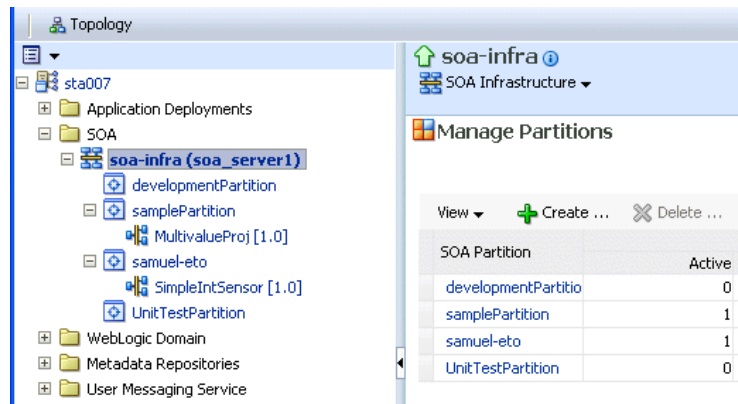 Topology
sta007
Application Deployments
SOA
soa-infra (soa_server1)
developmentPartition
samplePartition
MultivalueProj [1.0]
samuel-eto
SimpleIntSensor [1.0]
UnitTestPartition
WebLogic Domain
Metadata Repositories
User Messaging Service
soa-infra
SOA Infrastructure
Manage Partitions
View Create ... Delete ...
SOA Partition Active
developmentPartitio 0
samplePartition 1
samuel-eto 1
UnitTestPartition 0